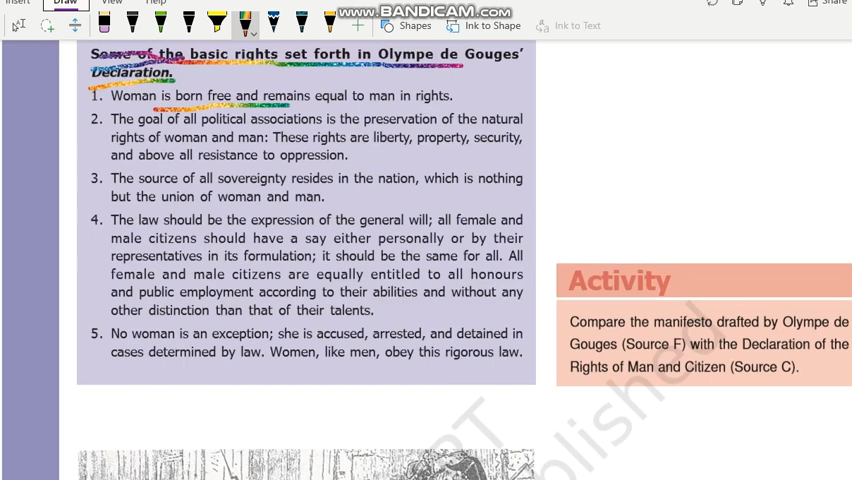 Insert
Draw
View
Help
www.BANDICAM.com
Shapes
Ink to Shape
Ink to Text
Some of the basic rights set forth in Olympe de Gouges'
Declaration.
1. Woman is born free and remains equal to man in rights.
2. The goal of all political associations is the preservation of the natural
rights of woman and man: These rights are liberty, property, security,
and above all resistance to oppression.
3. The source of all sovereignty resides in the nation, which is nothing
but the union of woman and man.
4. The law should be the expression of the general will; all female and
male citizens should have a say either personally or by their
representatives in its formulation; it should be the same for all. All
female and male citizens are equally entitled to all honours
and public employment according to their abilities and without any
other distinction than that of their talents.
5. No woman is an exception; she is accused, arrested, and detained in
cases determined by law. Women, like men, obey this rigorous law.
Activity
Compare the manifesto drafted by Olympe de
Gouges (Source F) with the Declaration of the
Rights of Man and Citizen (Source C).